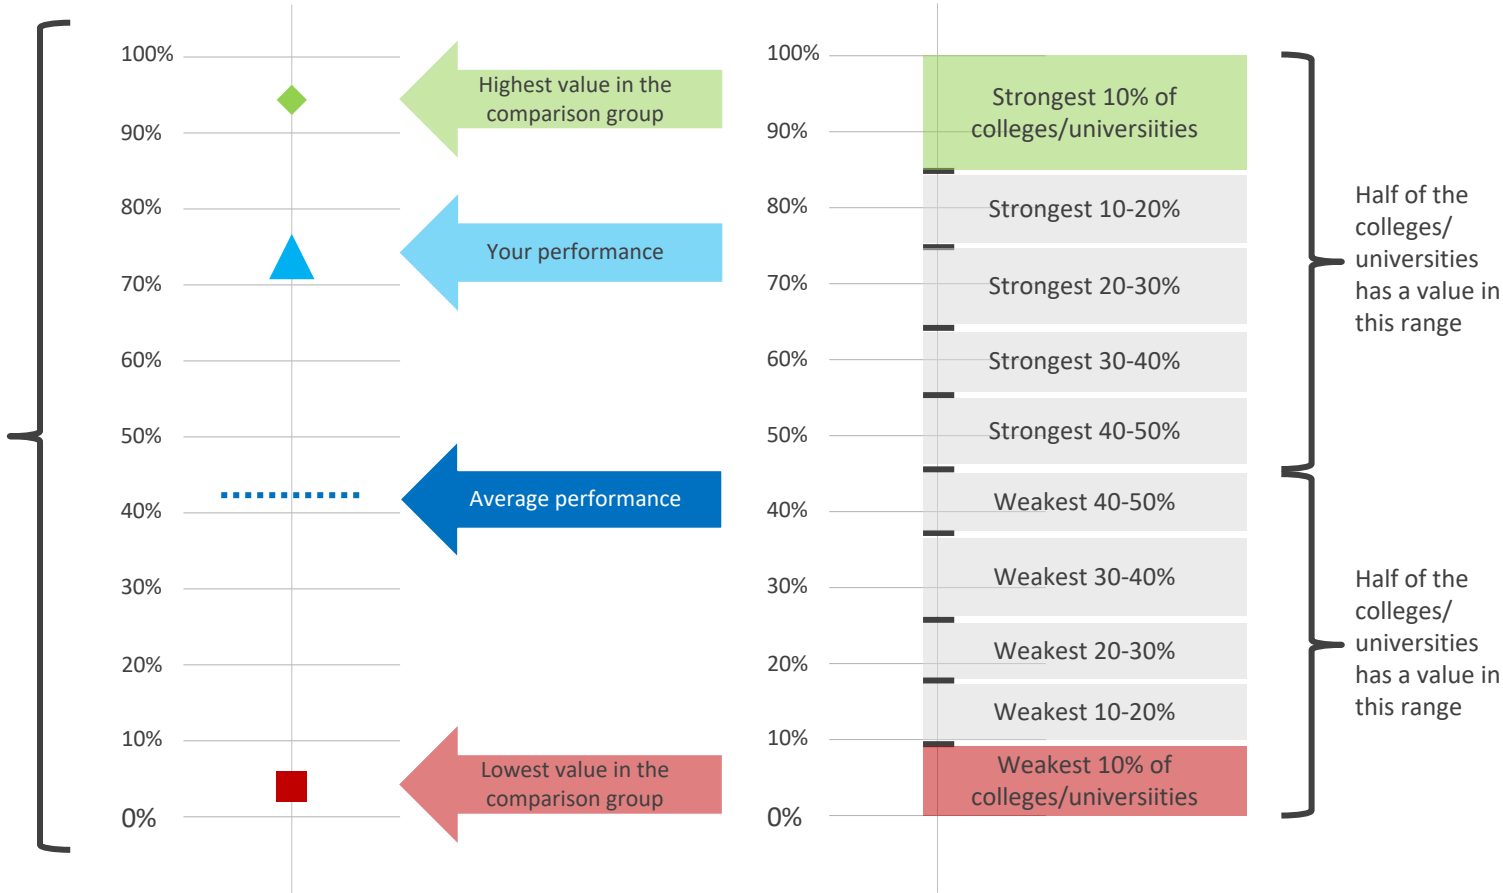 100%
90%
80%
70%
60%
50%
40%
30%
20%
10%
0%
Highest value in the
comparison group
Your performance
Average performance
Lowest value in the
comparison group
100%
90%
80%
70%
60%
50%
40%
30%
20%
10%
0%
Strongest 10% of
colleges/universiities
Strongest 10-20%
Strongest 20-30%
Strongest 30-40%
Strongest 40-50%
Weakest 40-50%
Weakest 30-40%
Weakest 20-30%
Weakest 10-20%
Weakest 10% of
colleges/universiities
Half of the
colleges/
universities
has a value in
this range
Half of the
colleges/
universities
has a value in
this range